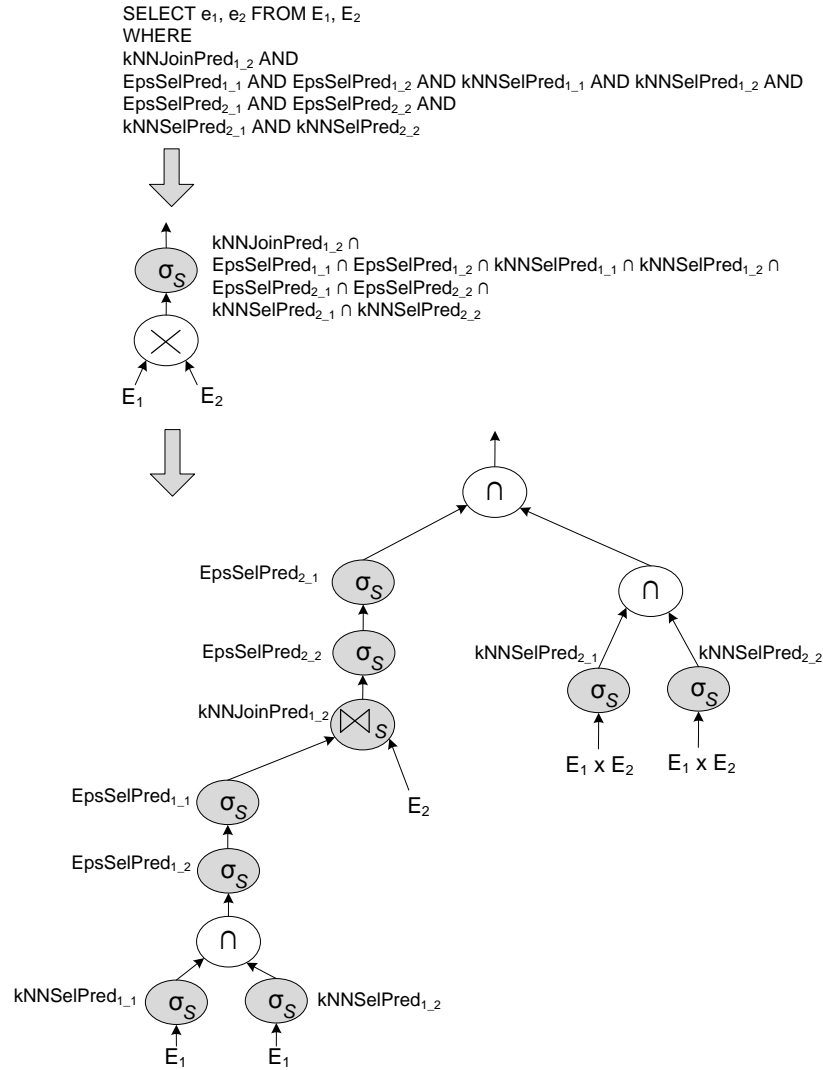 SELECT e₁, e₂ FROM E₁, E₂
WHERE
kNNJoinPred₁_₂ AND
EpsSelPred₁_₁ AND EpsSelPred₁_₂ AND kNNSelPred₁_₁ AND kNNSelPred₁_₂ AND
EpsSelPred₂_₁ AND EpsSelPred₂_₂ AND
kNNSelPred₂_₁ AND kNNSelPred₂_₂
kNNJoinPred₁_₂ ∩
EpsSelPred₁_₁ ∩ EpsSelPred₁_₂ ∩ kNNSelPred₁_₁ ∩ kNNSelPred₁_₂ ∩
EpsSelPred₂_₁ ∩ EpsSelPred₂_₂ ∩
kNNSelPred₂_₁ ∩ kNNSelPred₂_₂
σS
×
E₁ E₂
∩
EpsSelPred₂_₁ σS
∩
EpsSelPred₂_₂ σS
kNNSelPred₂_₁ kNNSelPred₂_₂
σS σS
kNNJoinPred₁_₂ ⋈S
E₁ x E₂ E₁ x E₂
EpsSelPred₁_₁ σS
E₂
EpsSelPred₁_₂ σS
∩
kNNSelPred₁_₁ σS σS kNNSelPred₁_₂
E₁ E₁